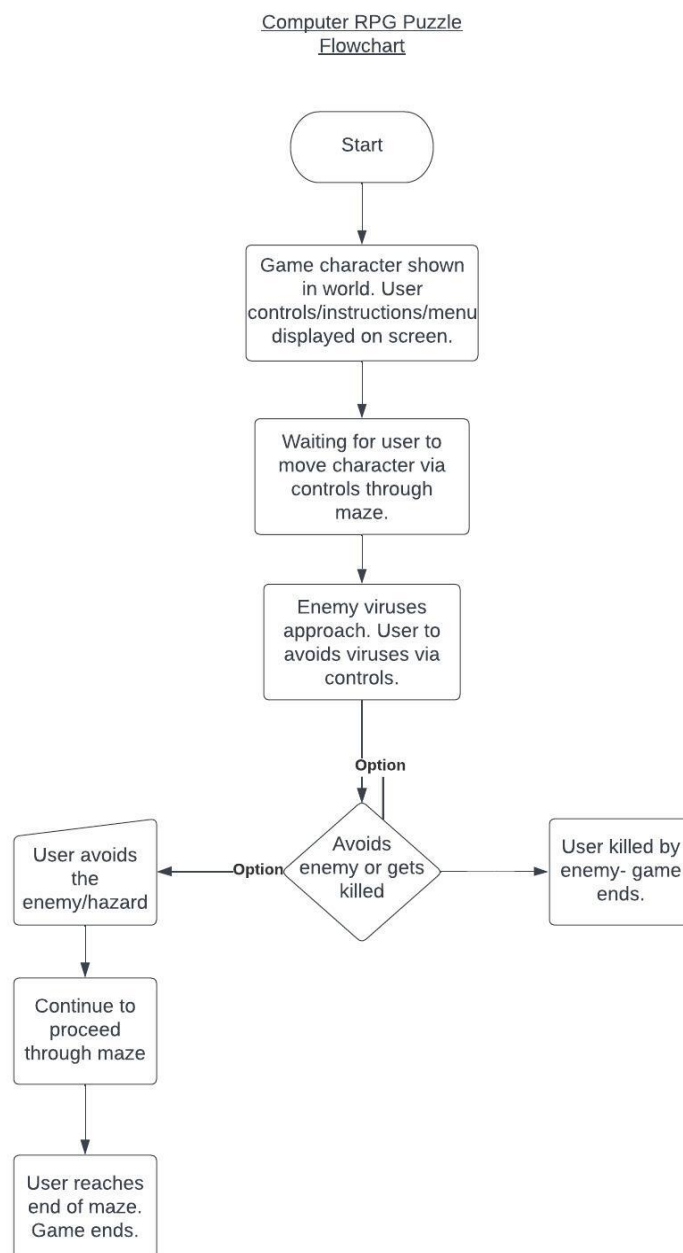 Computer RPG Puzzle
Flowchart
Start
Game character shown
in world. User
controls/instructions/menu
displayed on screen.
Waiting for user to
move character via
controls through
maze.
Enemy viruses
approach. User to
avoids viruses via
controls.
Option
Avoids
enemy or gets
killed
Option
User avoids
the
enemy/hazard
User killed by
enemy- game
ends.
Continue to
proceed
through maze
User reaches
end of maze.
Game ends.